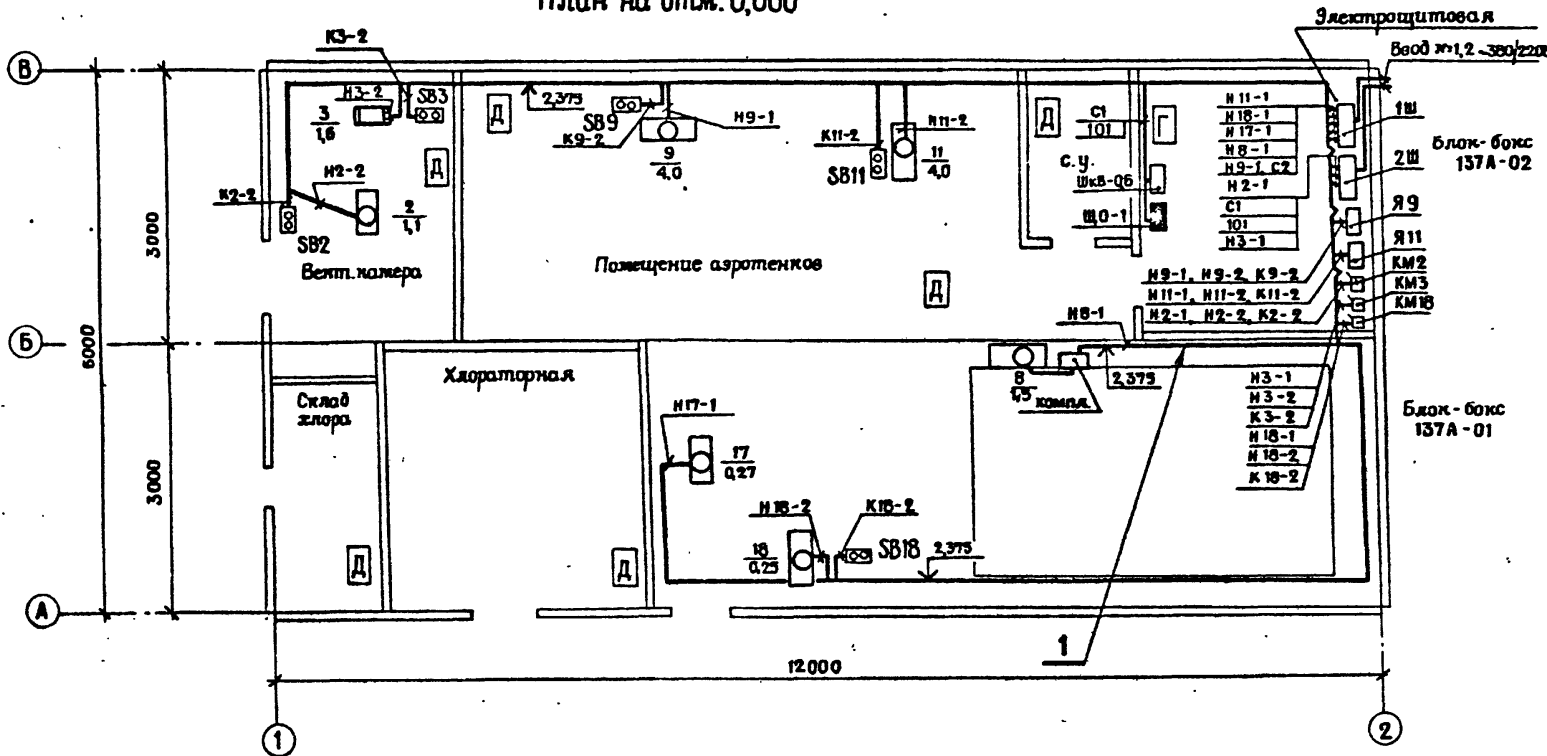 План на отм. 0,000
Электрощитовая
Ввод №1,2 ~380/220В
К3-2
В
Н3-2
SB3
3
1,6
Д
2,375
SB9
К9-2
Н9-1
9
4,0
К11-2
Н11-2
SB11
11
4,0
Д
С1
101
Г
с.у.
ШкВ-0,6
ЩО-1
Н11-1
Н18-1
Н17-1
Н8-1
Н9-1, С2
Н2-1
С1
101
Н3-1
1Ш
2Ш
Блок-бокс
137А-02
Я9
Я11
КМ2
КМ3
КМ18
Д
К2-2
Н2-2
2
1,1
SB2
Вент.камера
Помещение аэротенков
Д
Н9-1, Н9-2, К9-2
Н11-1, Н11-2, К11-2
Н2-1, Н2-2, К2-2
3000
6000
Б
Н8-1
8
1,5
компл.
2,375
Хлораторная
Склад
хлора
Н3-1
Н3-2
К3-2
Н18-1
Н18-2
К18-2
Блок-бокс
137А-01
Н17-1
17
0,27
3000
Н18-2
К18-2
18
0,25
SB18
2,375
Д
Д
А
1
12000
1
2